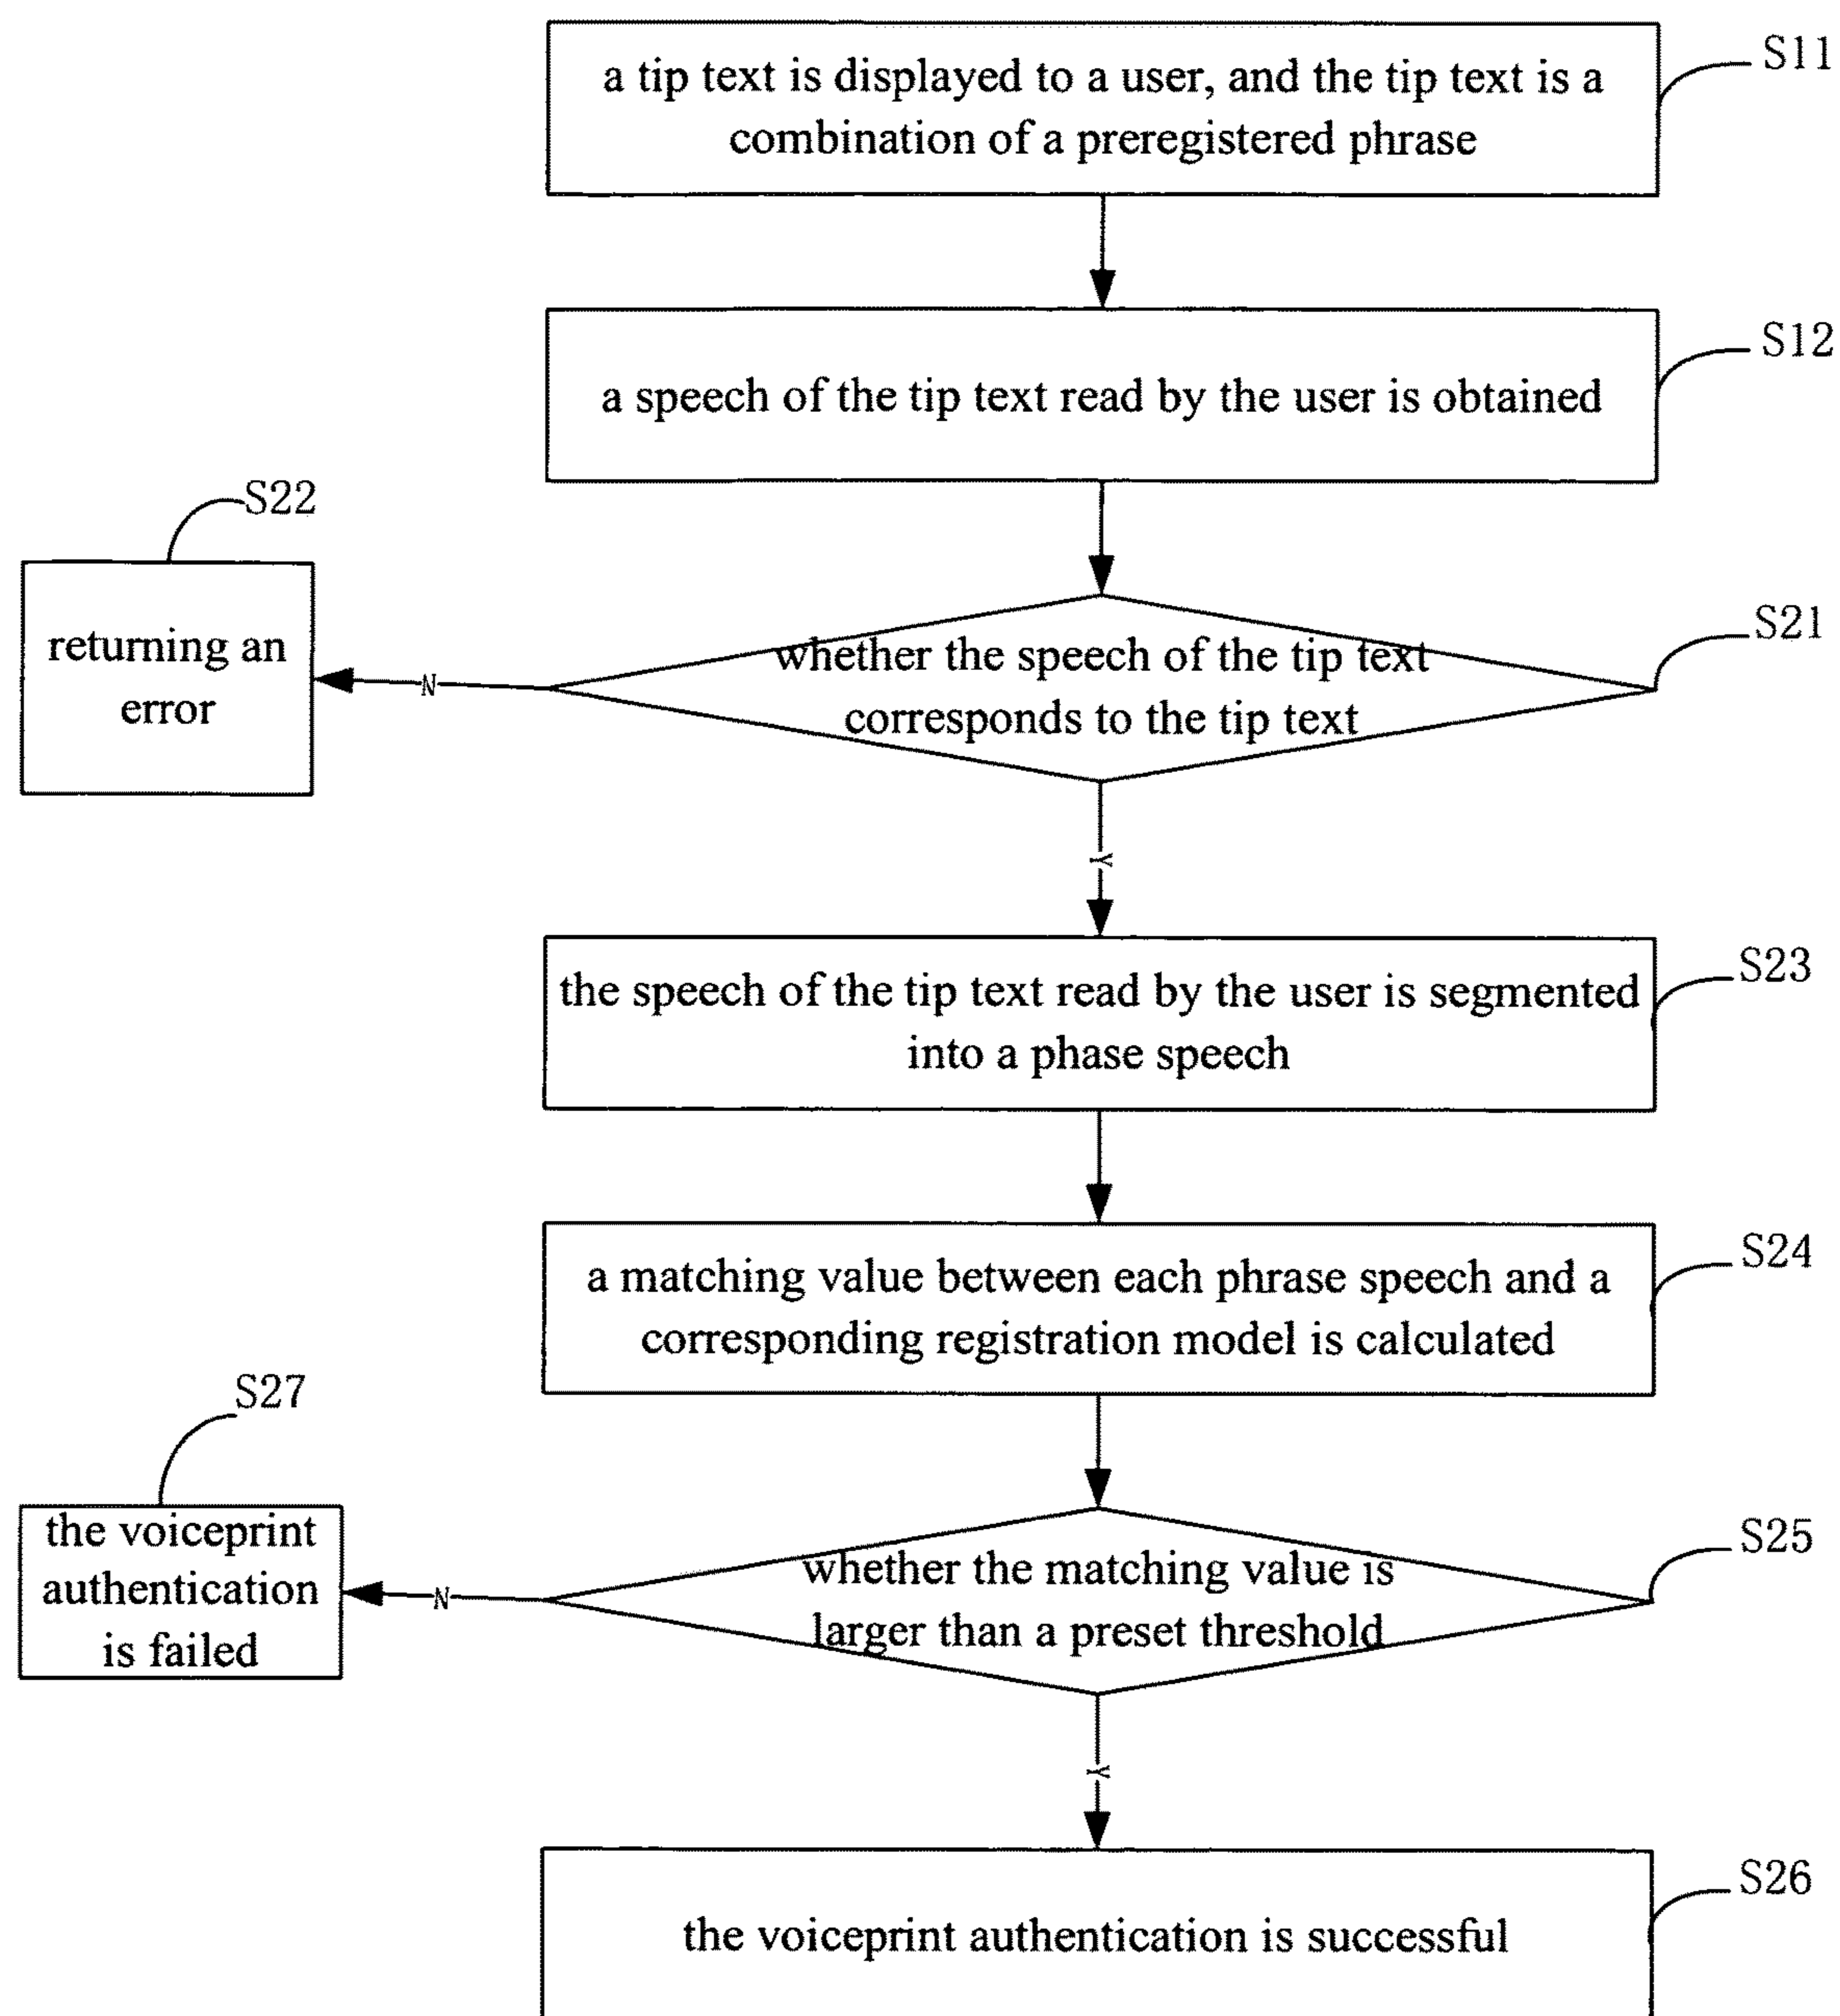 a tip text is displayed to a user, and the tip text is a
combination of a preregistered phrase
S11
a speech of the tip text read by the user is obtained
S12
S22
returning an
error
N
whether the speech of the tip text
corresponds to the tip text
S21
Y
the speech of the tip text read by the user is segmented
into a phase speech
S23
a matching value between each phrase speech and a
corresponding registration model is calculated
S24
S27
the voiceprint
authentication
is failed
N
whether the matching value is
larger than a preset threshold
S25
Y
the voiceprint authentication is successful
S26